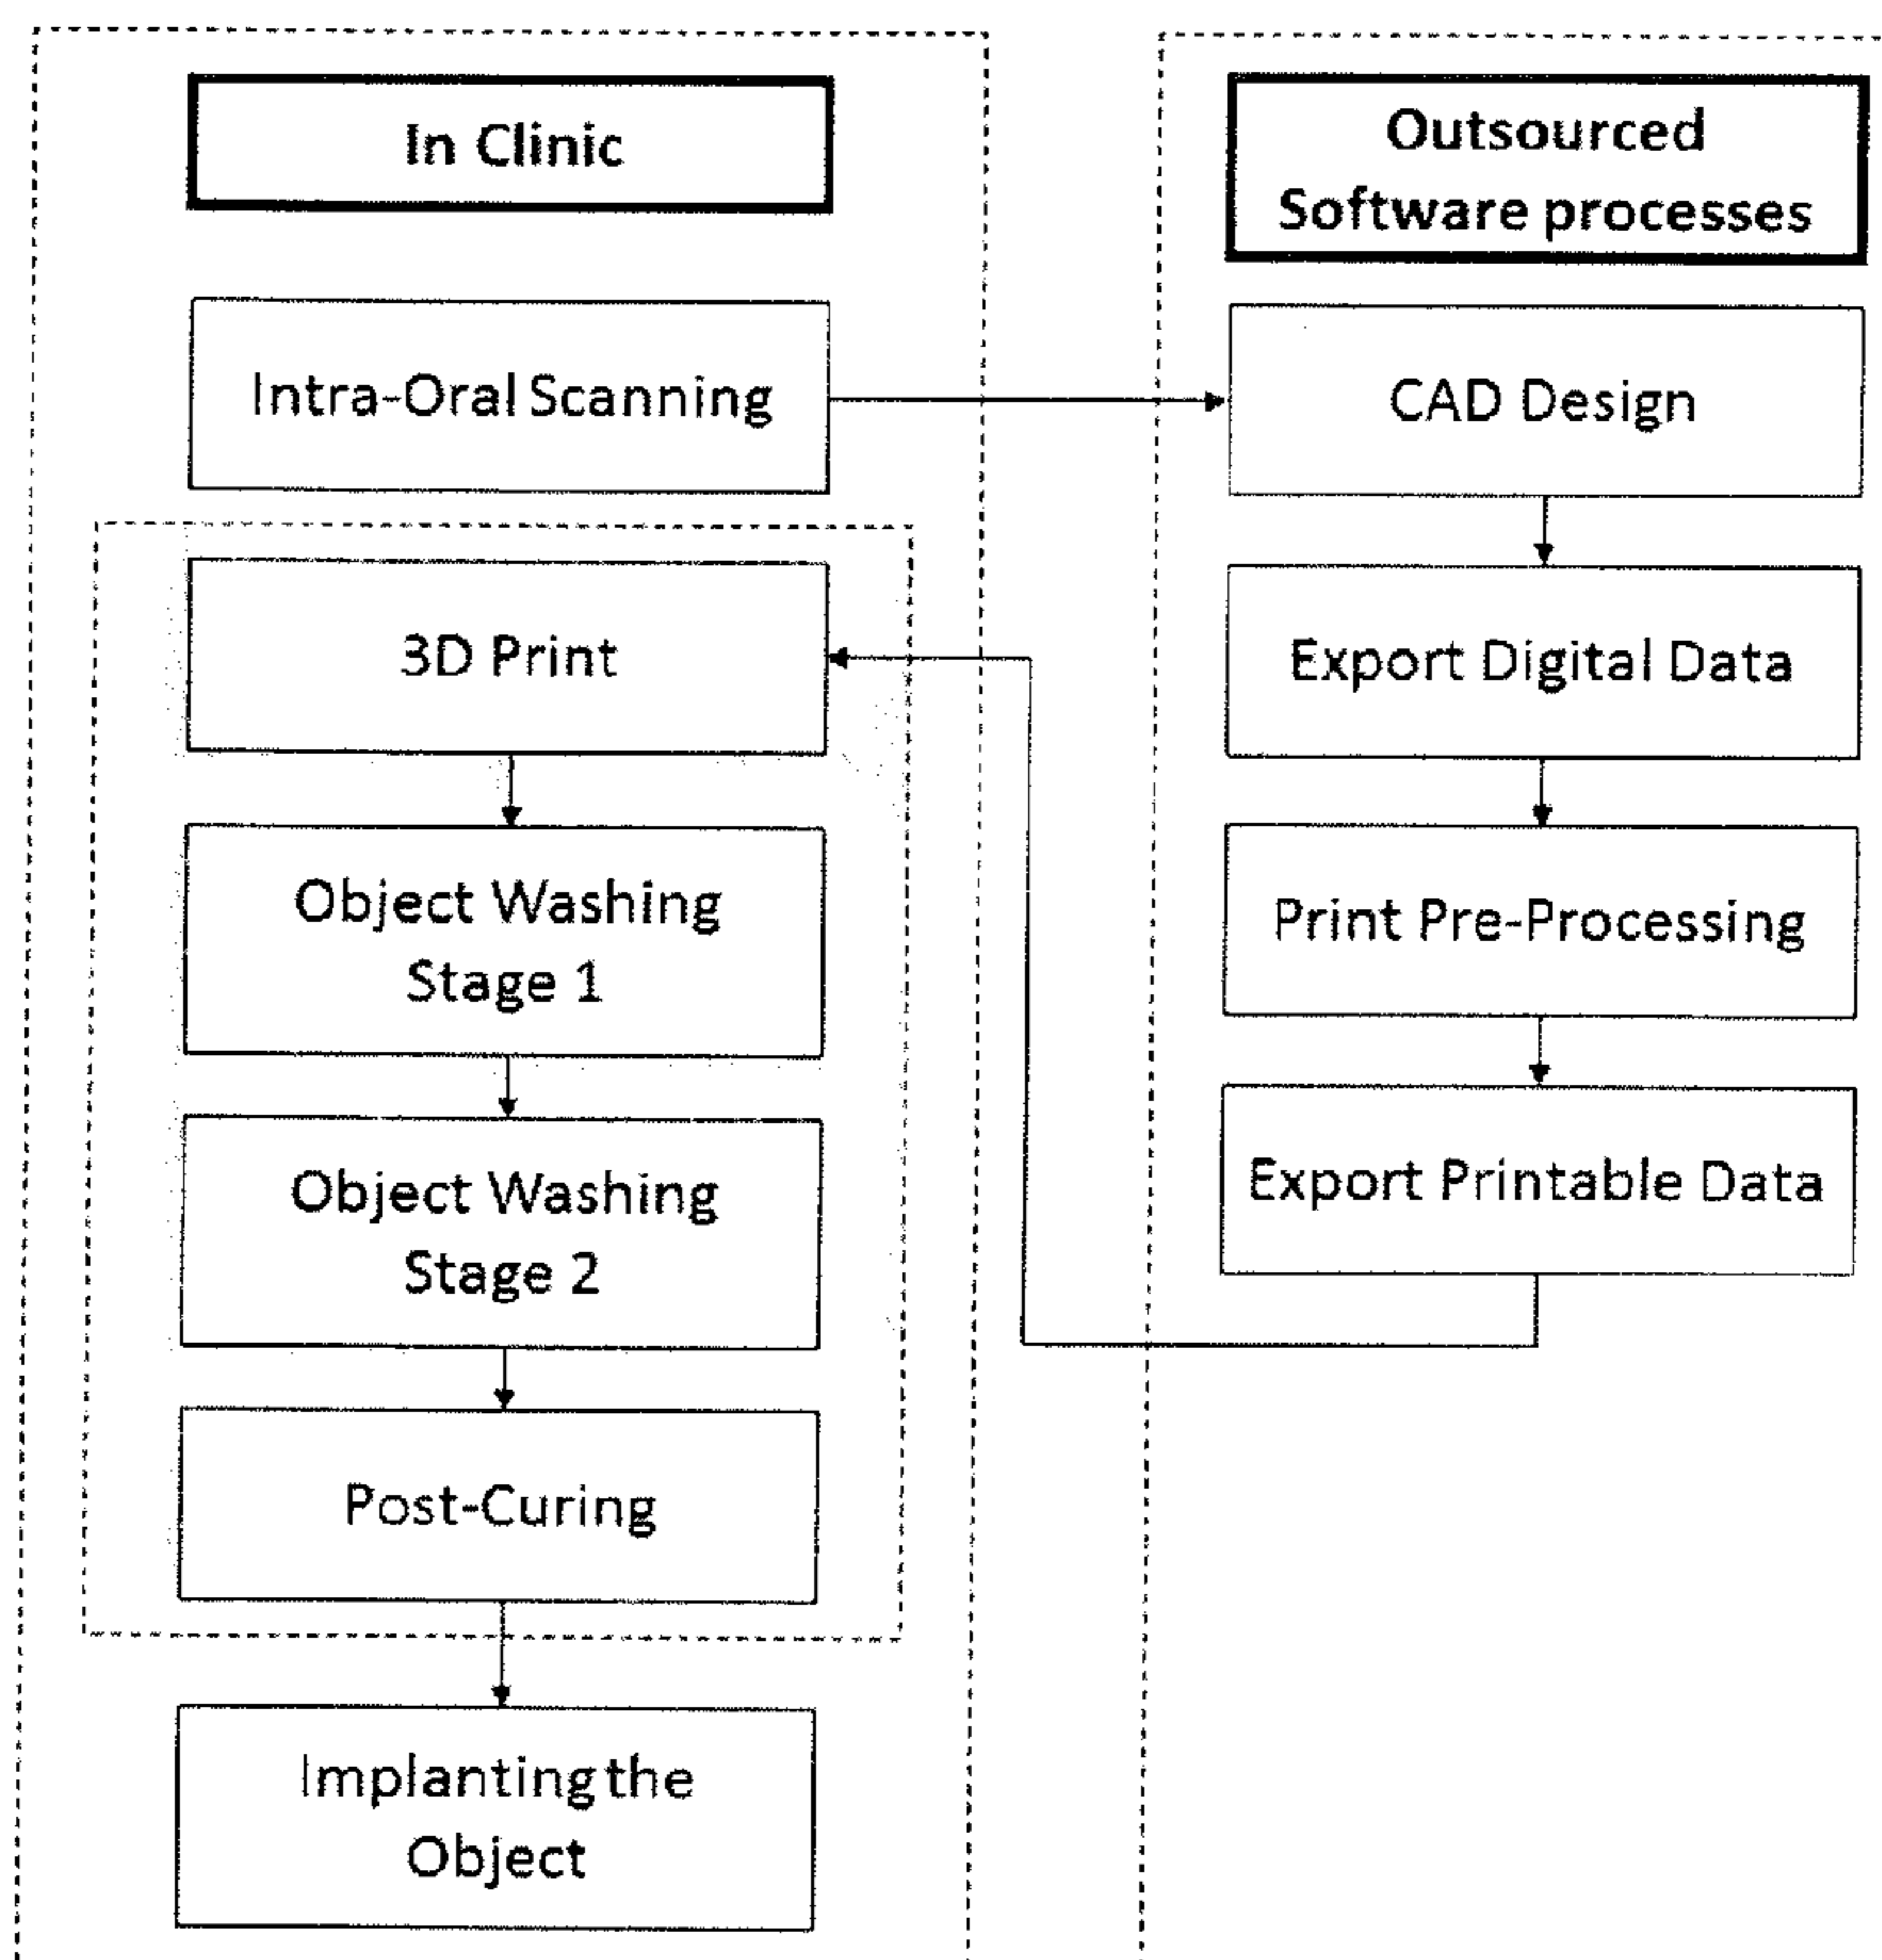 In Clinic
Intra-Oral Scanning
3D Print
Object Washing
Stage 1
Object Washing
Stage 2
Post-Curing
Implanting the
Object
Outsourced
Software processes
CAD Design
Export Digital Data
Print Pre-Processing
Export Printable Data